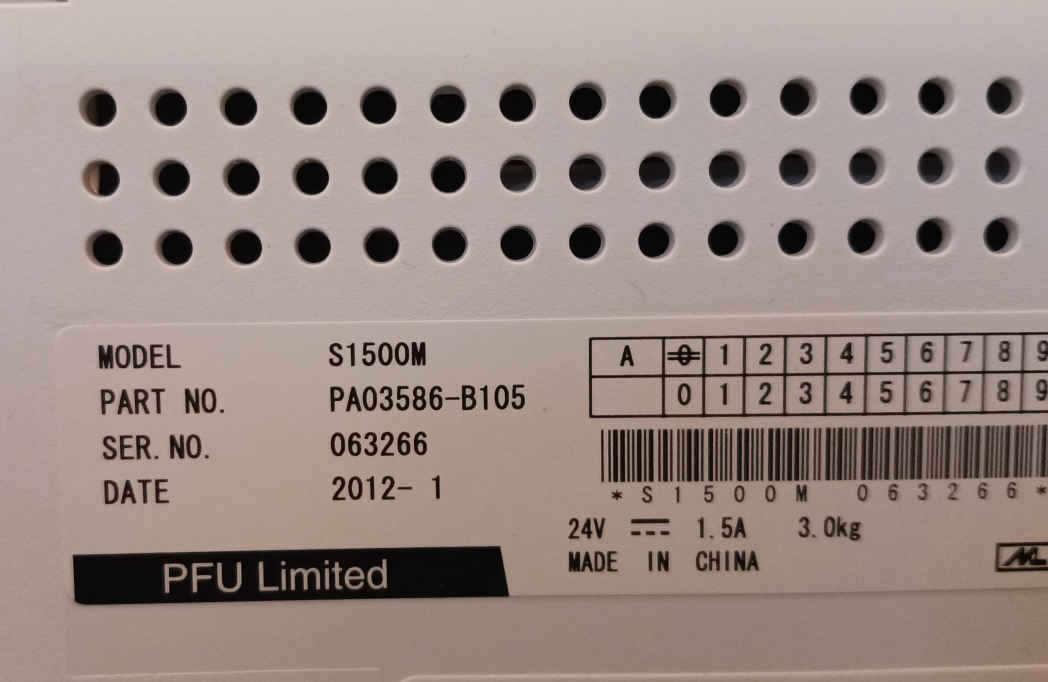 MODEL S1500M
PART NO. PA03586-B105
SER. NO. 063266
DATE 2012- 1
A 0 1 2 3 4 5 6 7 8 9
0 1 2 3 4 5 6 7 8 9
*S1500M 063266*
24V 1.5A 3.0kg
MADE IN CHINA
PFU Limited